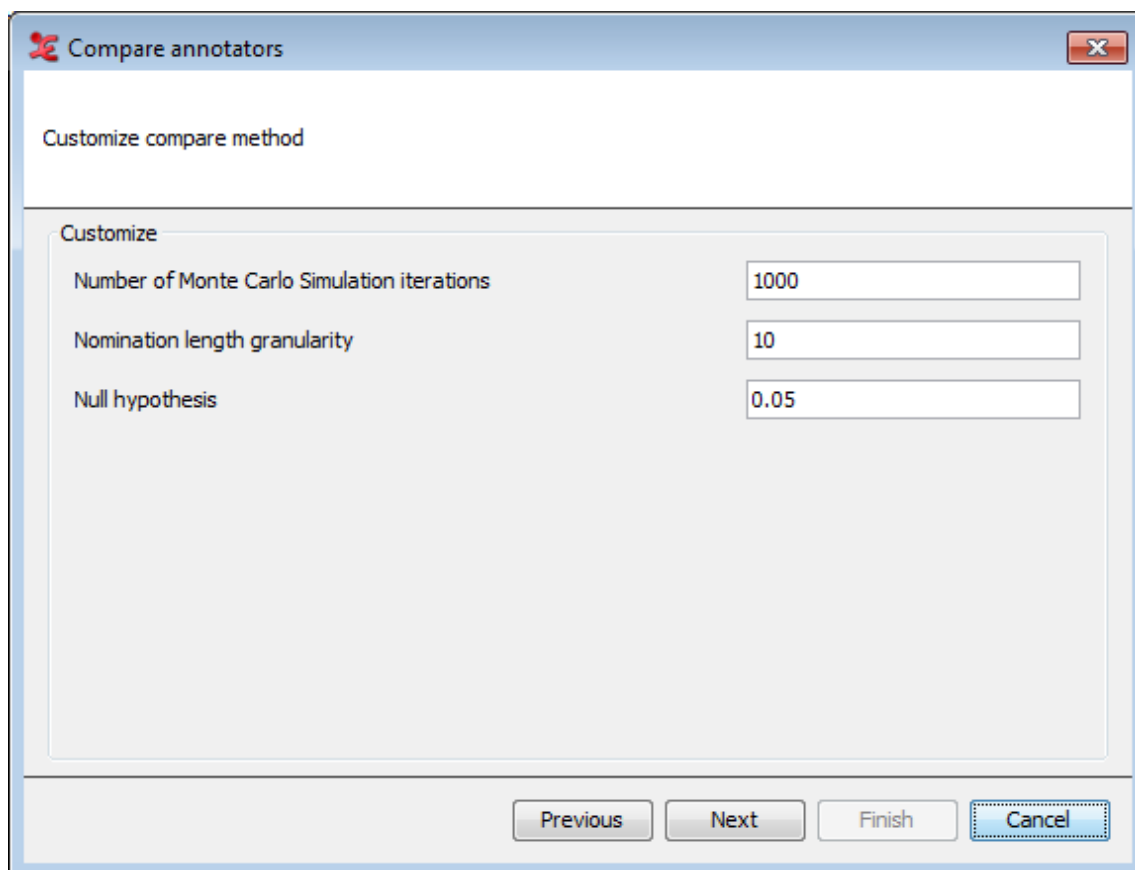 Compare annotators
Customize compare method
Customize
Number of Monte Carlo Simulation iterations 1000
Nomination length granularity 10
Null hypothesis 0.05
Previous Next Finish Cancel